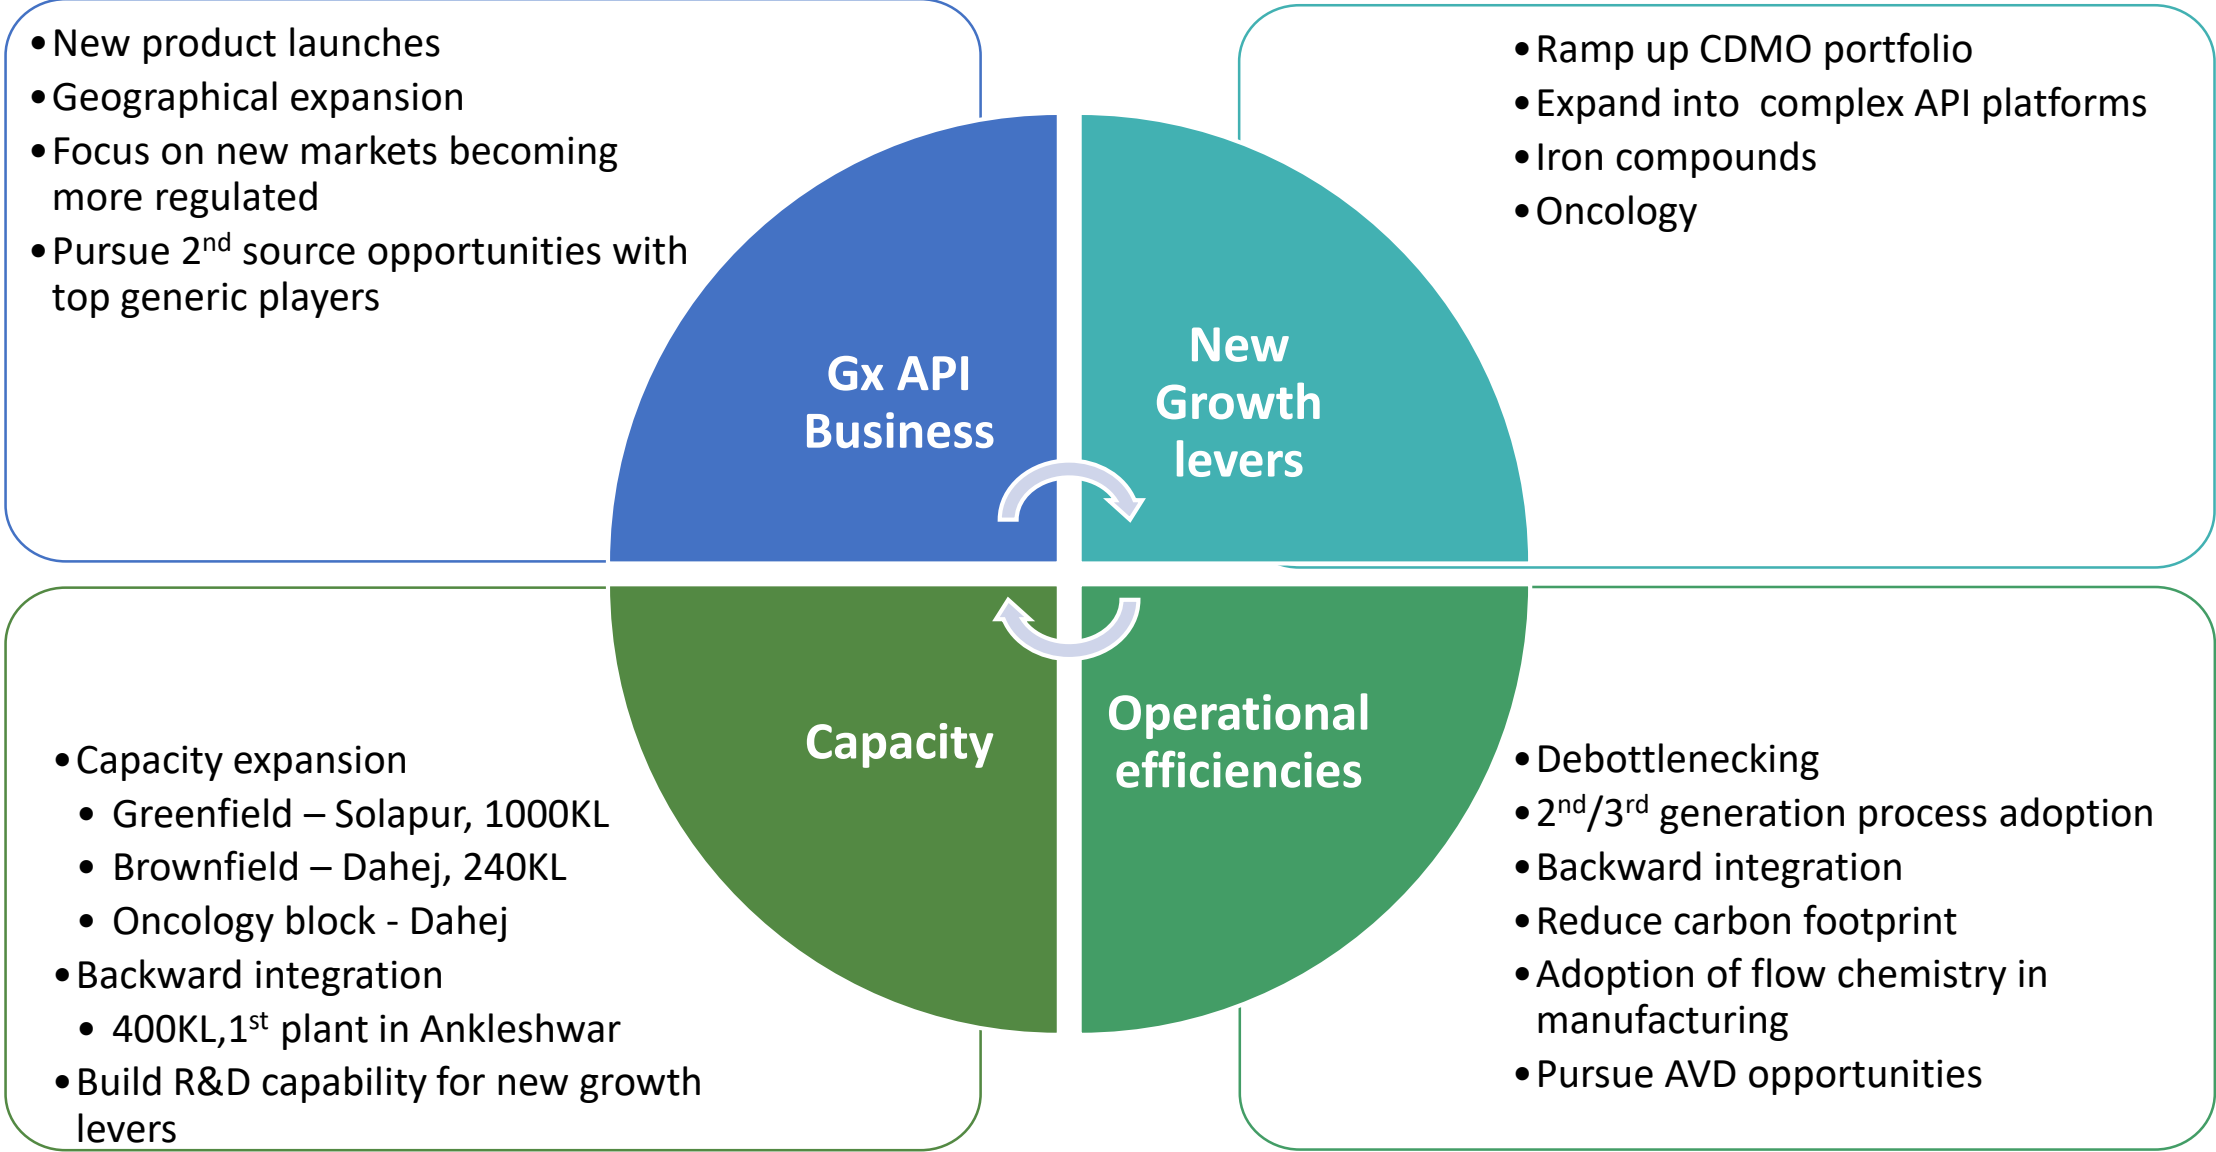 •New product launches
•Geographical expansion
•Focus on new markets becoming
more regulated
•Pursue 2nd source opportunities with
top generic players
•Ramp up CDMO portfolio
•Expand into  complex API platforms
•Iron compounds
•Oncology
Gx API
Business
New
Growth
levers
Capacity
Operational
efficiencies
•Capacity expansion
• Greenfield – Solapur, 1000KL
• Brownfield – Dahej, 240KL
• Oncology block - Dahej
•Backward integration
• 400KL,1st plant in Ankleshwar
•Build R&D capability for new growth
levers
•Debottlenecking
•2nd/3rd generation process adoption
•Backward integration
•Reduce carbon footprint
•Adoption of flow chemistry in
manufacturing
•Pursue AVD opportunities